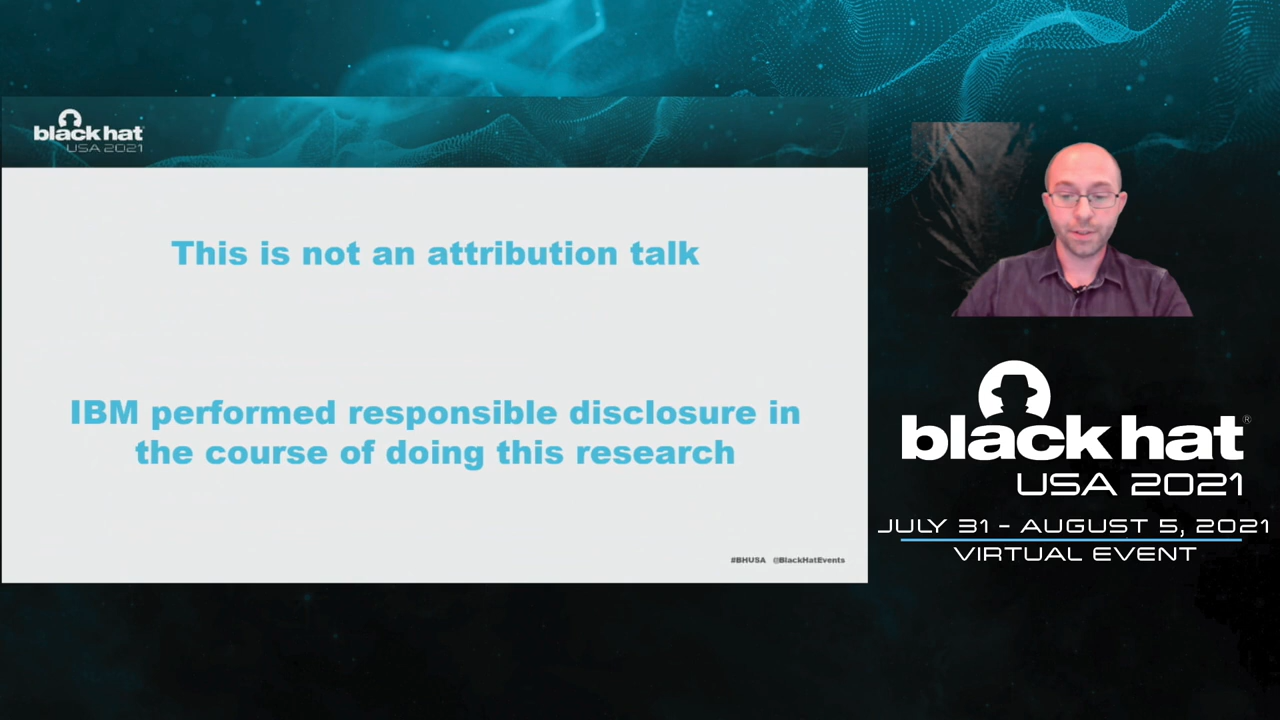 black hat
USA 2021
This is not an attribution talk
IBM performed responsible disclosure in
the course of doing this research
#BHUSA @BlackHatEvents
black hat®
USA 2021
JULY 31 - AUGUST 5, 2021
VIRTUAL EVENT